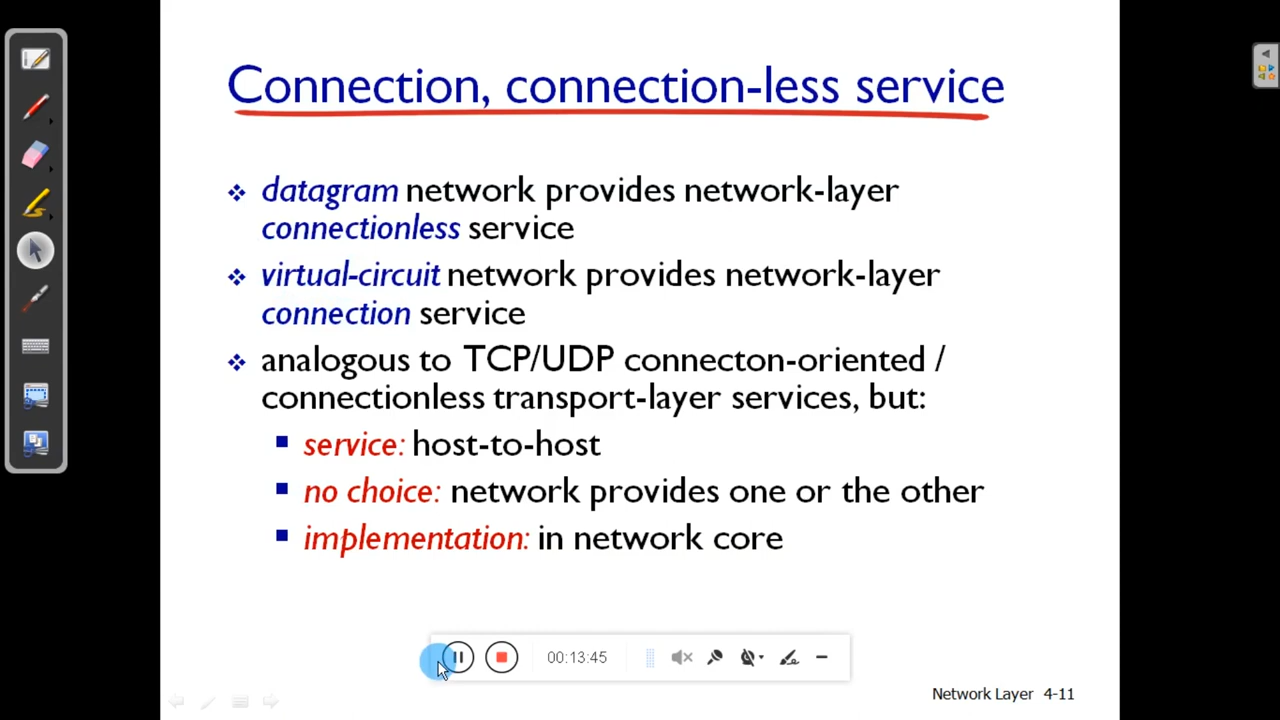 Connection, connection-less service
❖ datagram network provides network-layer
connectionless service
❖ virtual-circuit network provides network-layer
connection service
❖ analogous to TCP/UDP connecton-oriented /
connectionless transport-layer services, but:
▪ service: host-to-host
▪ no choice: network provides one or the other
▪ implementation: in network core
00:13:45
Network Layer 4-11